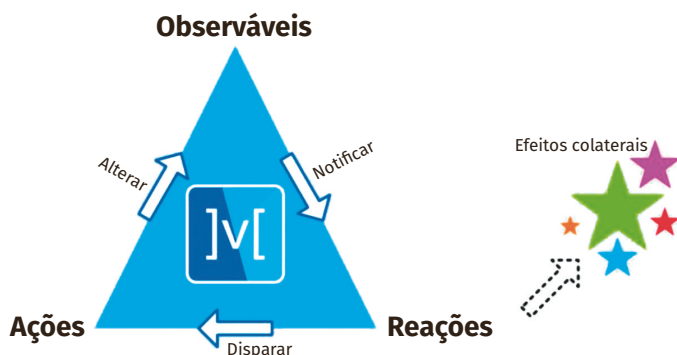 Observáveis
Efeitos colaterais
Alterar
Notificar
]v[
Ações
Reações
Disparar